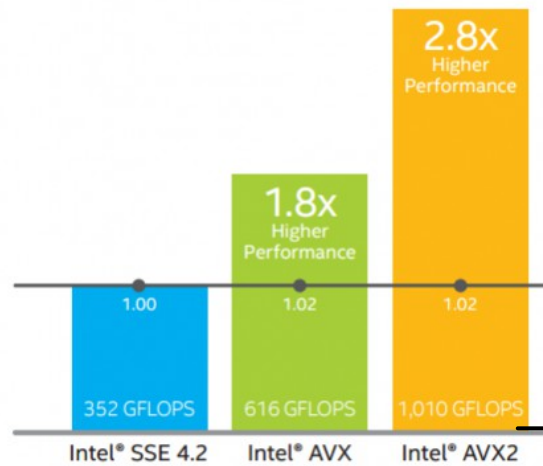 2.8x
Higher
Performance
1.8x
Higher
Performance
1.00
1.02
1.02
352 GFLOPS
616 GFLOPS
1,010 GFLOPS
Intel® SSE 4.2
Intel® AVX
Intel® AVX2